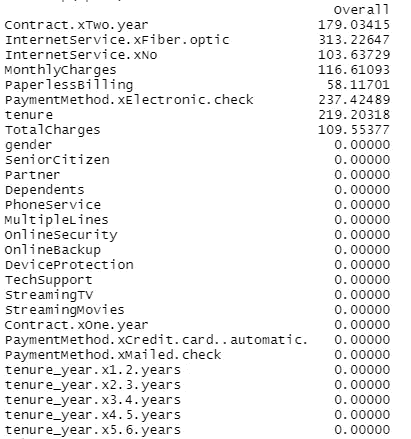 Overall
Contract.xTwo.year 179.03415
InternetService.xFiber.optic 313.22647
InternetService.xNo 103.63729
MonthlyCharges 116.61093
PaperlessBilling 58.11701
PaymentMethod.xElectronic.check 237.42489
tenure 219.20318
TotalCharges 109.55377
gender 0.00000
SeniorCitizen 0.00000
Partner 0.00000
Dependents 0.00000
PhoneService 0.00000
MultipleLines 0.00000
OnlineSecurity 0.00000
OnlineBackup 0.00000
DeviceProtection 0.00000
TechSupport 0.00000
StreamingTV 0.00000
StreamingMovies 0.00000
Contract.xOne.year 0.00000
PaymentMethod.xCredit.card..automatic. 0.00000
PaymentMethod.xMailed.check 0.00000
tenure_year.x1.2.years 0.00000
tenure_year.x2.3.years 0.00000
tenure_year.x3.4.years 0.00000
tenure_year.x4.5.years 0.00000
tenure_year.x5.6.years 0.00000